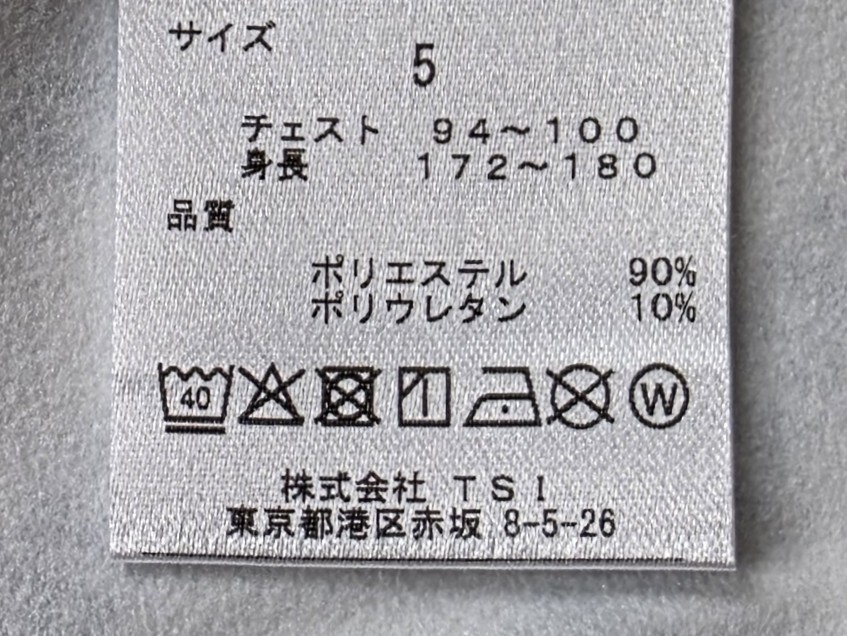 サイズ
5
チェスト 94～100
身長 172～180
品質
ポリエステル 90%
ポリウレタン 10%
40 W
株式会社 TSI
東京都港区赤坂 8-5-26